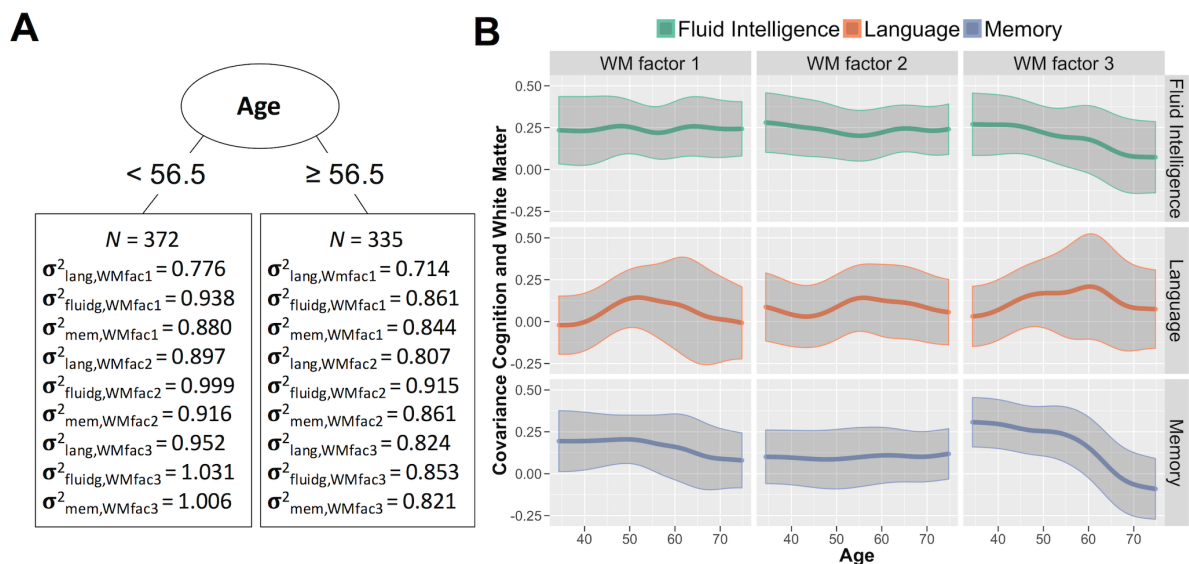 A
Age
< 56.5
≥ 56.5
N = 372
σ²lang,WMfac1 = 0.776
σ²fluidg,WMfac1 = 0.938
σ²mem,WMfac1 = 0.880
σ²lang,WMfac2 = 0.897
σ²fluidg,WMfac2 = 0.999
σ²mem,WMfac2 = 0.916
σ²lang,WMfac3 = 0.952
σ²fluidg,WMfac3 = 1.031
σ²mem,WMfac3 = 1.006
N = 335
σ²lang,Wmfac1 = 0.714
σ²fluidg,WMfac1 = 0.861
σ²mem,WMfac1 = 0.844
σ²lang,WMfac2 = 0.807
σ²fluidg,WMfac2 = 0.915
σ²mem,WMfac2 = 0.861
σ²lang,WMfac3 = 0.824
σ²fluidg,WMfac3 = 0.853
σ²mem,WMfac3 = 0.821
B
Fluid Intelligence Language Memory
WM factor 1 WM factor 2 WM factor 3
Covariance Cognition and White Matter
0.50
0.25
0.00
-0.25
Fluid Intelligence
0.50
0.25
0.00
-0.25
Language
0.50
0.25
0.00
-0.25
Memory
40 50 60 70 40 50 60 70 40 50 60 70
Age